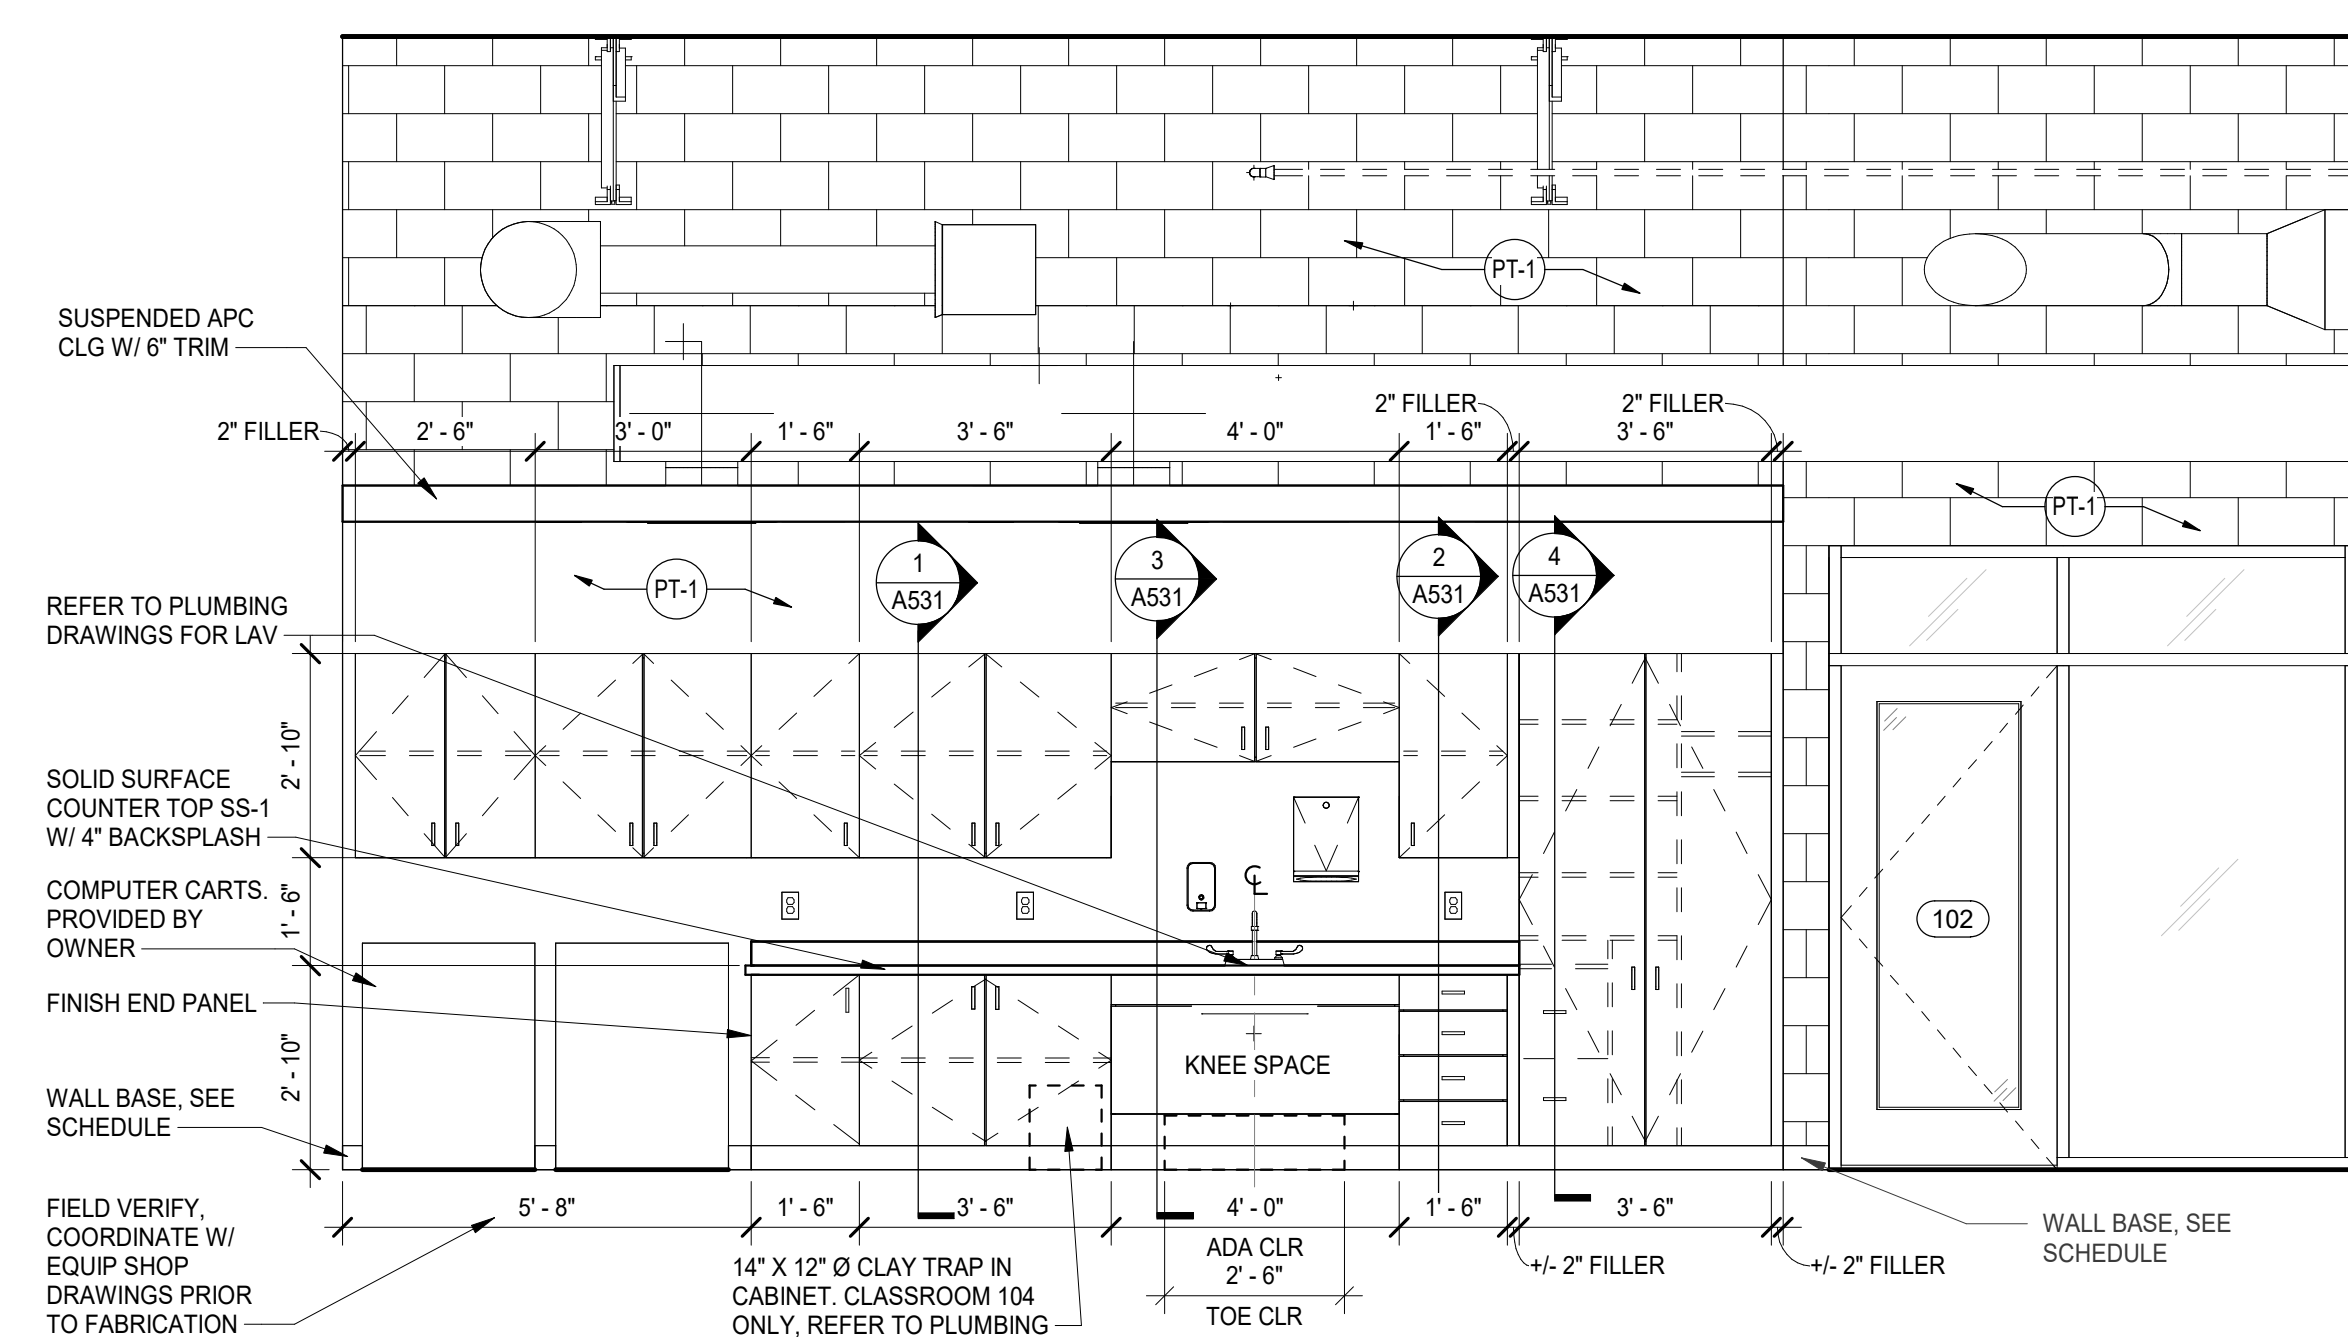 PT-1
SUSPENDED APC
CLG W/ 6" TRIM
2" FILLER
2' - 6"
3' - 0"
1' - 6"
3' - 6"
4' - 0"
2" FILLER
1' - 6"
2" FILLER
3' - 6"
PT-1
PT-1
1
A531
3
A531
2
A531
4
A531
REFER TO PLUMBING
DRAWINGS FOR LAV
2' - 10"
SOLID SURFACE
COUNTER TOP SS-1
W/ 4" BACKSPLASH
1' - 6"
COMPUTER CARTS.
PROVIDED BY
OWNER
CL
102
FINISH END PANEL
2' - 10"
KNEE SPACE
WALL BASE, SEE
SCHEDULE
5' - 8"
1' - 6"
3' - 6"
4' - 0"
1' - 6"
3' - 6"
FIELD VERIFY,
COORDINATE W/
EQUIP SHOP
DRAWINGS PRIOR
TO FABRICATION
14" X 12" Ø CLAY TRAP IN
CABINET. CLASSROOM 104
ONLY, REFER TO PLUMBING
ADA CLR
2' - 6"
TOE CLR
+/- 2" FILLER
+/- 2" FILLER
WALL BASE, SEE
SCHEDULE